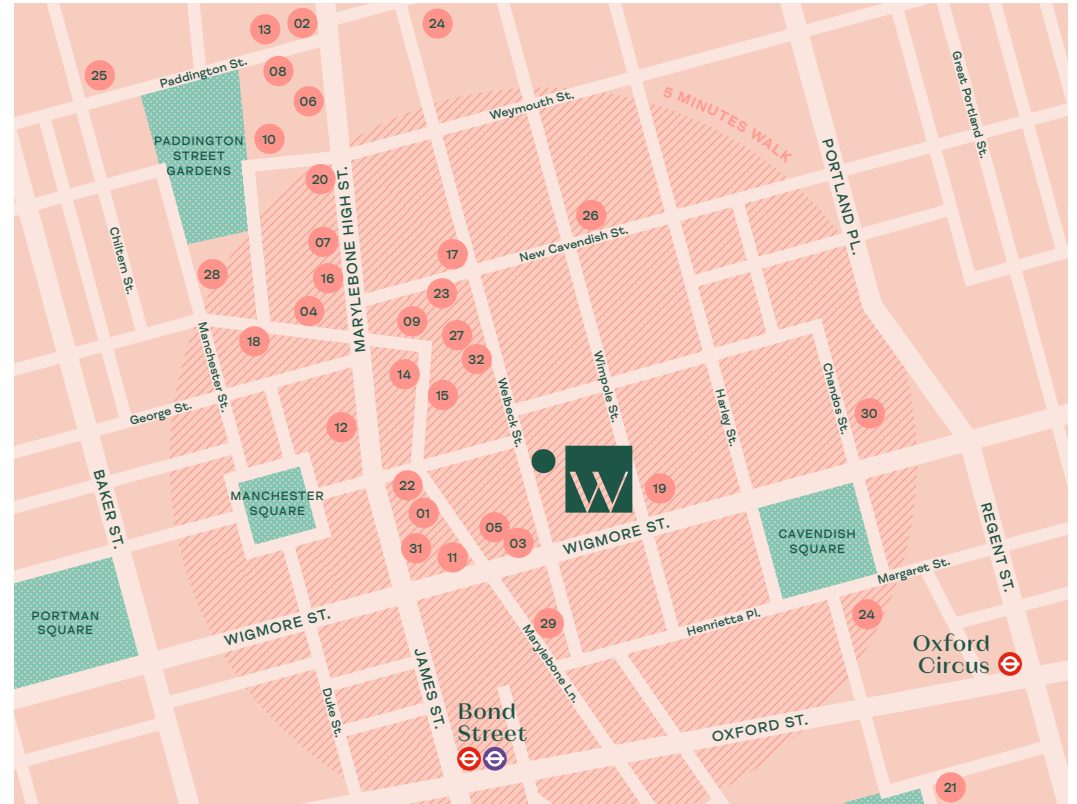 13
02
24
25
Paddington St.
08
06
10
PADDINGTON
STREET
GARDENS
Weymouth St.
5 MINUTES WALK
Great Portland St.
PORTLAND PL.
20
MARYLEBONE HIGH ST.
26
New Cavendish St.
07
17
Chiltern St.
28
16
23
04
09
18
27
32
Manchester St.
14
15
Welbeck St.
Wimpole St.
Harley St.
Chandos St.
George St.
12
30
BAKER ST.
W
MANCHESTER
SQUARE
22
01
19
05
03
31
11
WIGMORE ST.
CAVENDISH
SQUARE
REGENT ST.
Margaret St.
PORTMAN
SQUARE
WIGMORE ST.
29
Henrietta Pl.
24
Marylebone Ln.
JAMES ST.
Duke St.
Oxford
Circus
Bond
Street
OXFORD ST.
21